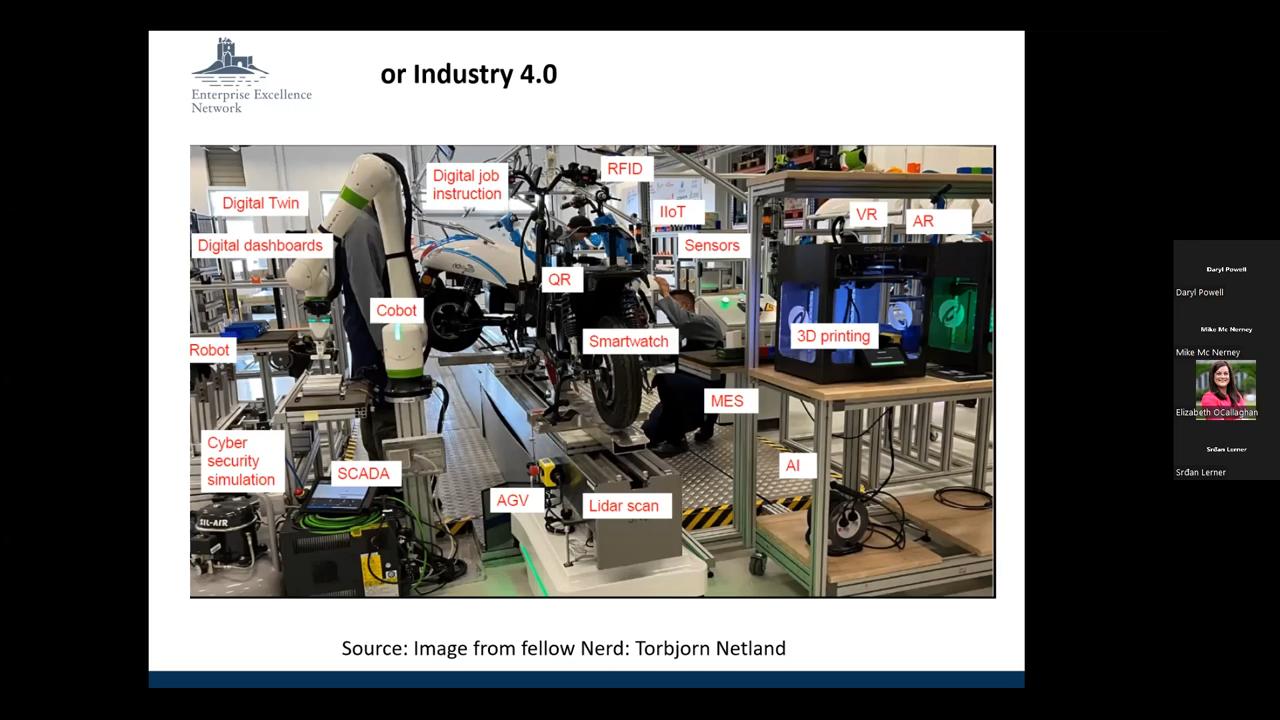 or Industry 4.0
Enterprise Excellence
Network
Digital Twin
Digital dashboards
Digital job
instruction
RFID
IIoT
Sensors
VR
AR
QR
Cobot
Robot
Smartwatch
3D printing
MES
Cyber
security
simulation
SCADA
AGV
Lidar scan
AI
SIL-AIR
Source: Image from fellow Nerd: Torbjorn Netland
Daryl Powell
Daryl Powell
Mike Mc Nerney
Mike Mc Nerney
Elizabeth OCallaghan
Srđan Lerner
Srđan Lerner